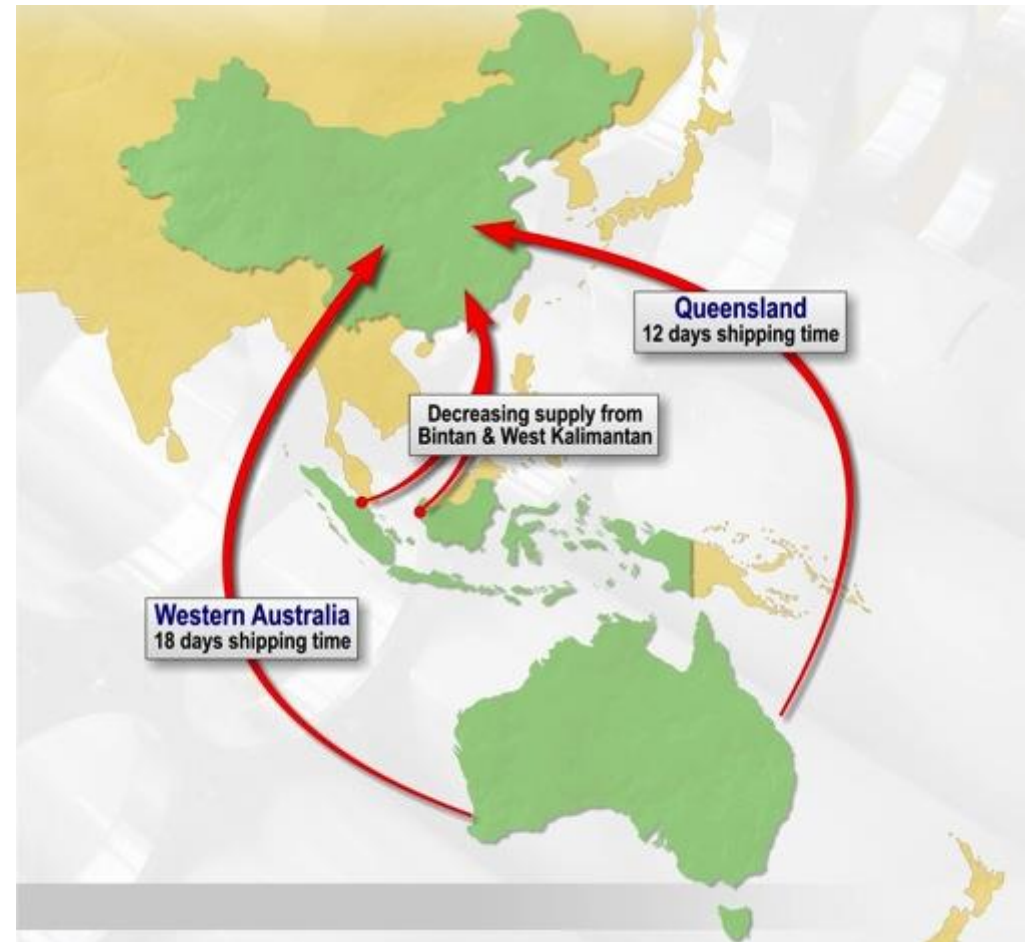 Queensland
12 days shipping time
Decreasing supply from
Bintan & West Kalimantan
Western Australia
18 days shipping time